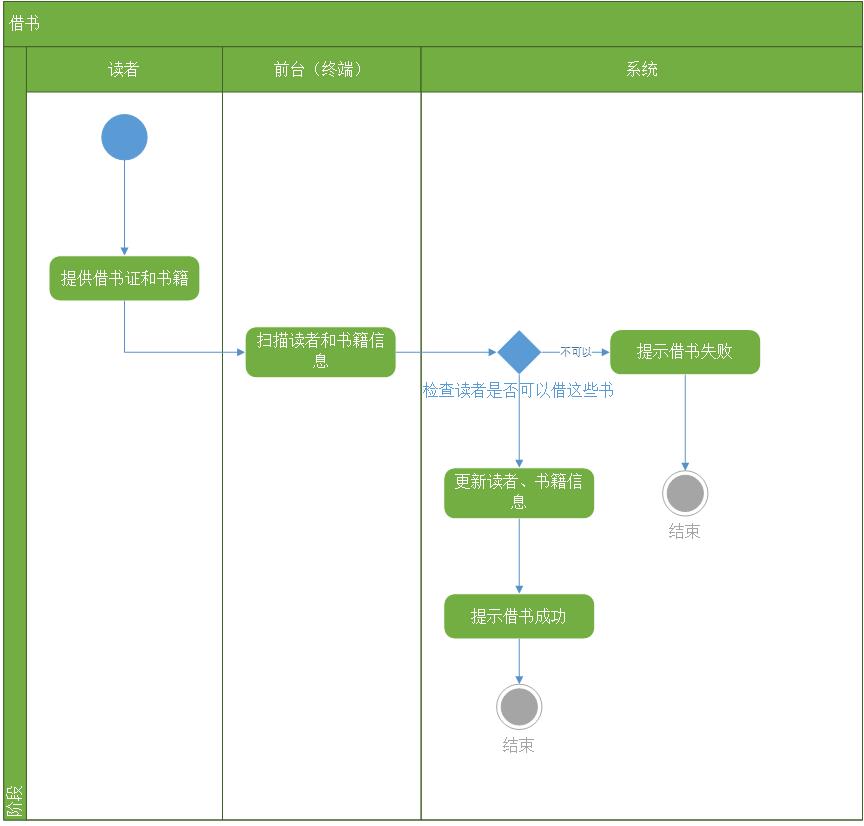 借书
读者
前台（终端）
系统
提供借书证和书籍
扫描读者和书籍信
息
不可以
提示借书失败
检查读者是否可以借这些书
更新读者、书籍信
息
结束
提示借书成功
结束
阶段